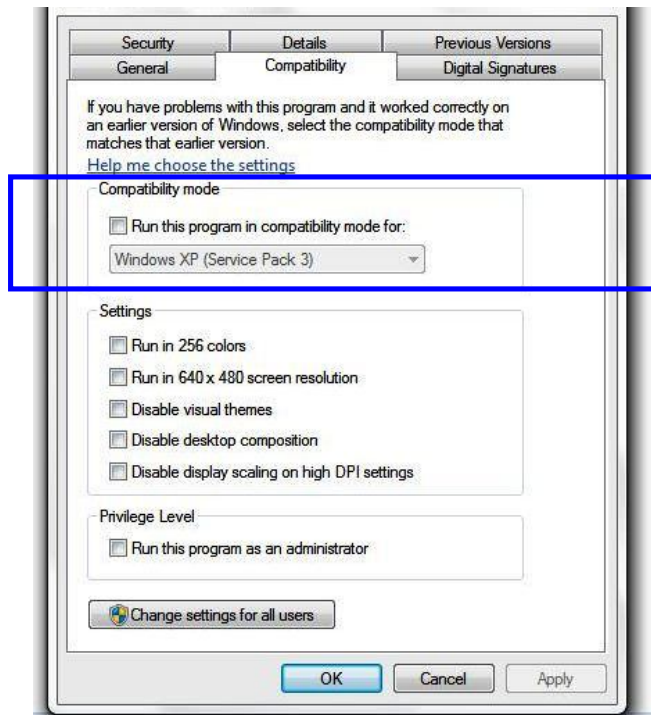 Security Details Previous Versions
General Compatibility Digital Signatures
If you have problems with this program and it worked correctly on
an earlier version of Windows, select the compatibility mode that
matches that earlier version.
Help me choose the settings
Compatibility mode
Run this program in compatibility mode for:
Windows XP (Service Pack 3)
Settings
Run in 256 colors
Run in 640 x 480 screen resolution
Disable visual themes
Disable desktop composition
Disable display scaling on high DPI settings
Privilege Level
Run this program as an administrator
Change settings for all users
OK Cancel Apply